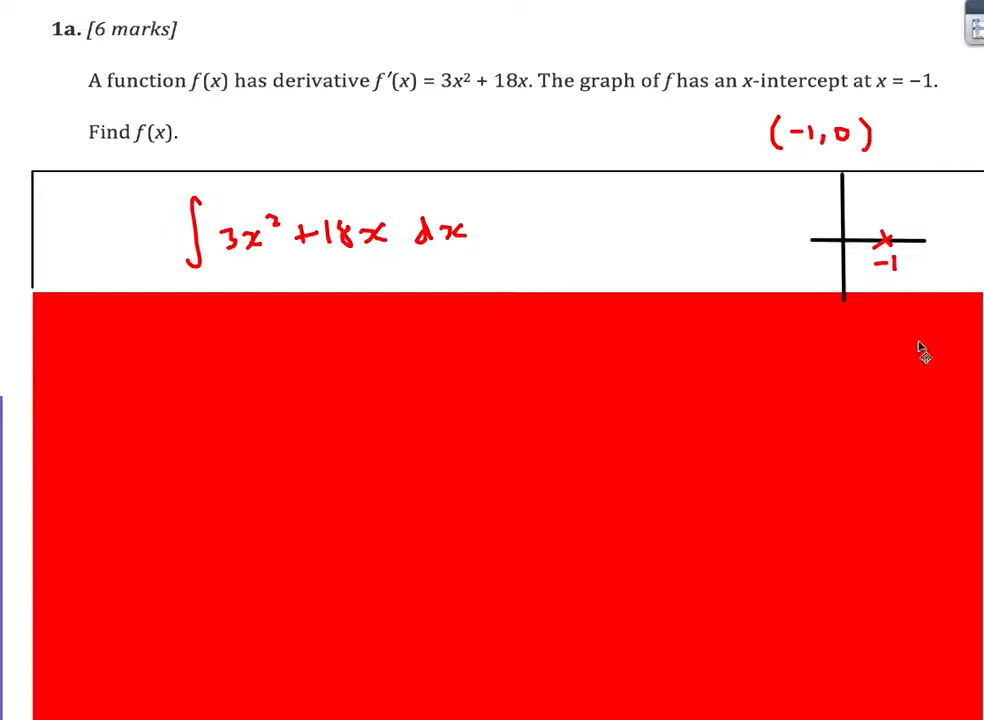 1a. [6 marks]
A function f(x) has derivative f′(x) = 3x² + 18x. The graph of f has an x-intercept at x = −1.
Find f(x).
(-1, 0)
∫ 3x² + 18x dx
-1